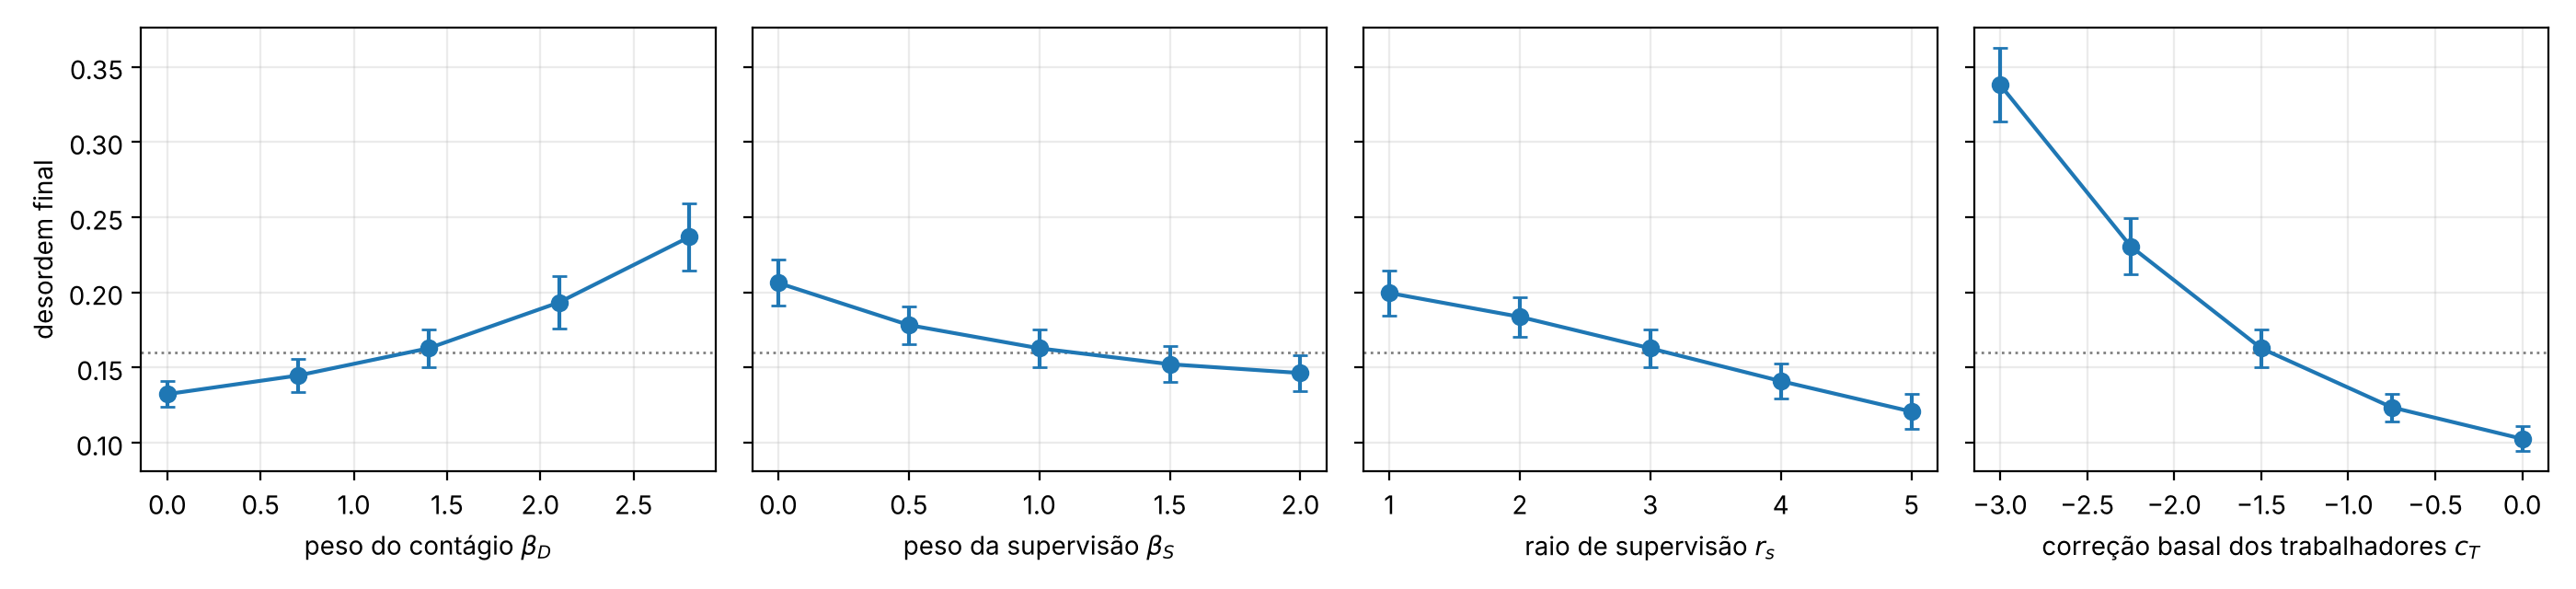 desordem final
0.35
0.30
0.25
0.20
0.15
0.10
0.0 0.5 1.0 1.5 2.0 2.5
peso do contágio β_D
0.0 0.5 1.0 1.5 2.0
peso da supervisão β_S
1 2 3 4 5
raio de supervisão r_s
−3.0 −2.5 −2.0 −1.5 −1.0 −0.5 0.0
correção basal dos trabalhadores c_T